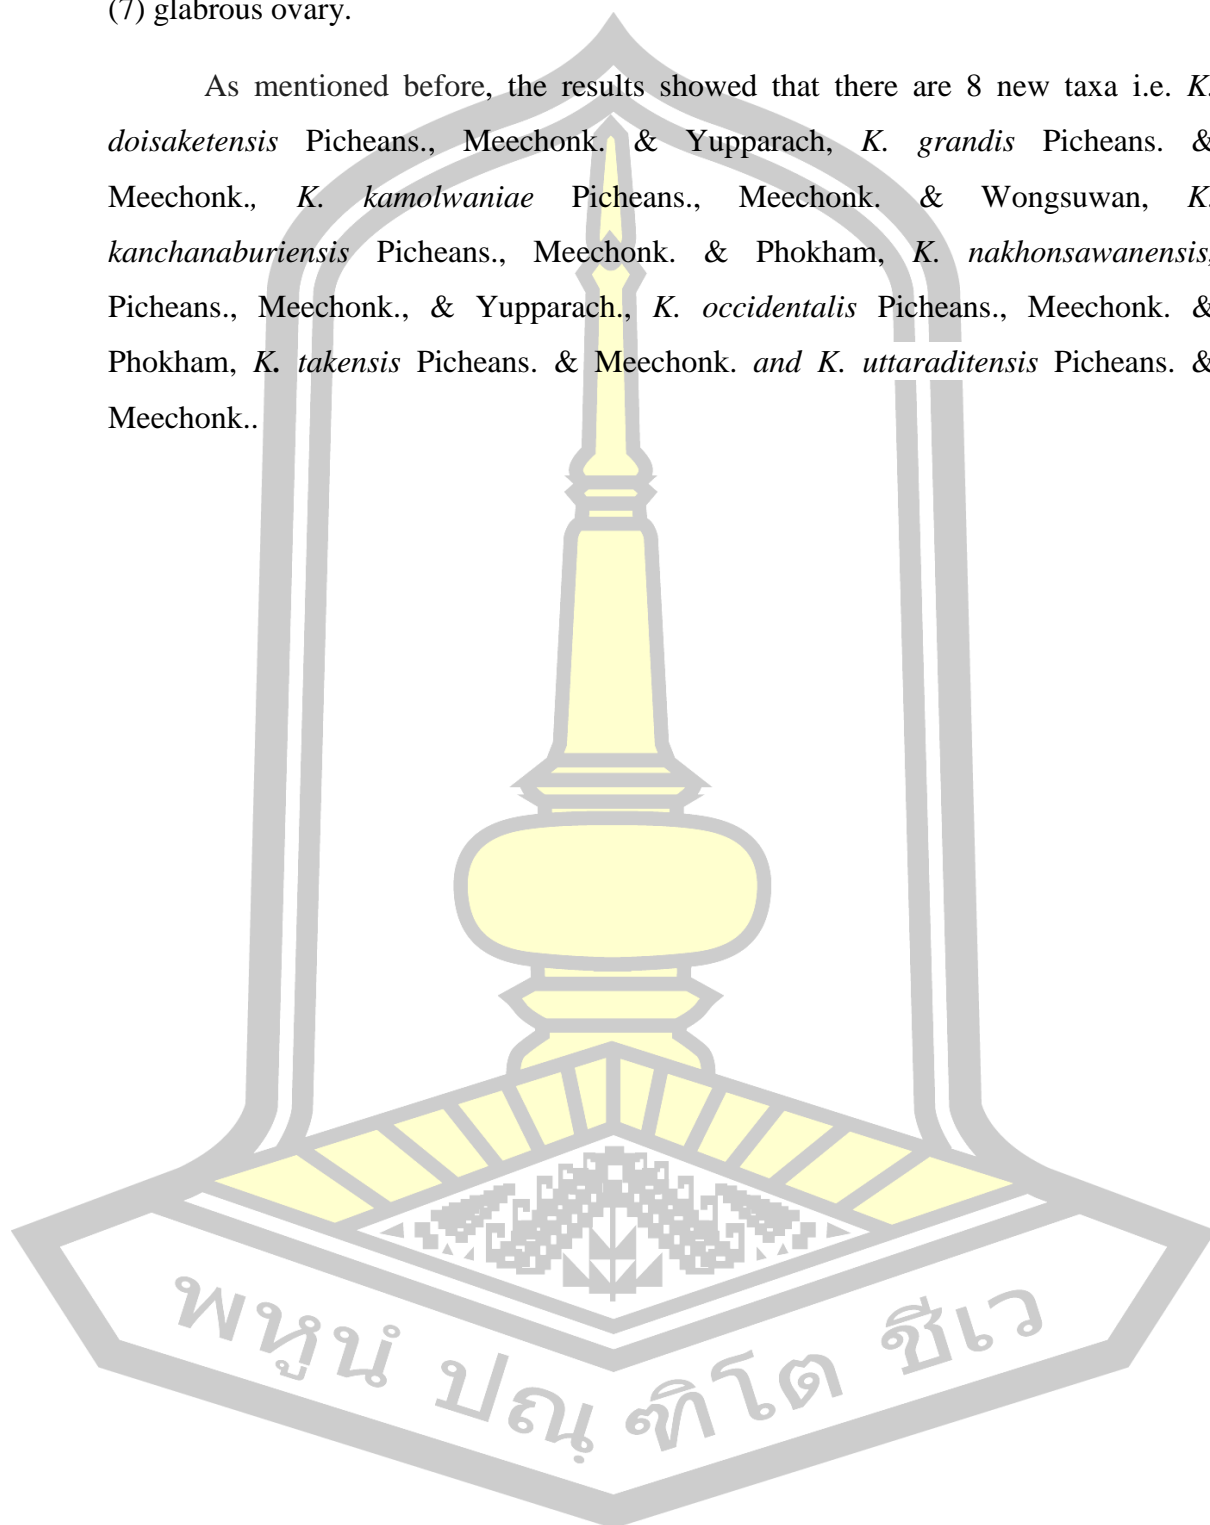 (7) glabrous ovary.
As mentioned before, the results showed that there are 8 new taxa i.e. K.
doisaketensis Picheans., Meechonk. & Yupparach, K. grandis Picheans. &
Meechonk., K. kamolwaniae Picheans., Meechonk. & Wongsuwan, K.
kanchanaburiensis Picheans., Meechonk. & Phokham, K. nakhonsawanensis,
Picheans., Meechonk., & Yupparach., K. occidentalis Picheans., Meechonk. &
Phokham, K. takensis Picheans. & Meechonk. and K. uttaraditensis Picheans. &
Meechonk..
พหูนํ ปณฺฑิโต ชีเว